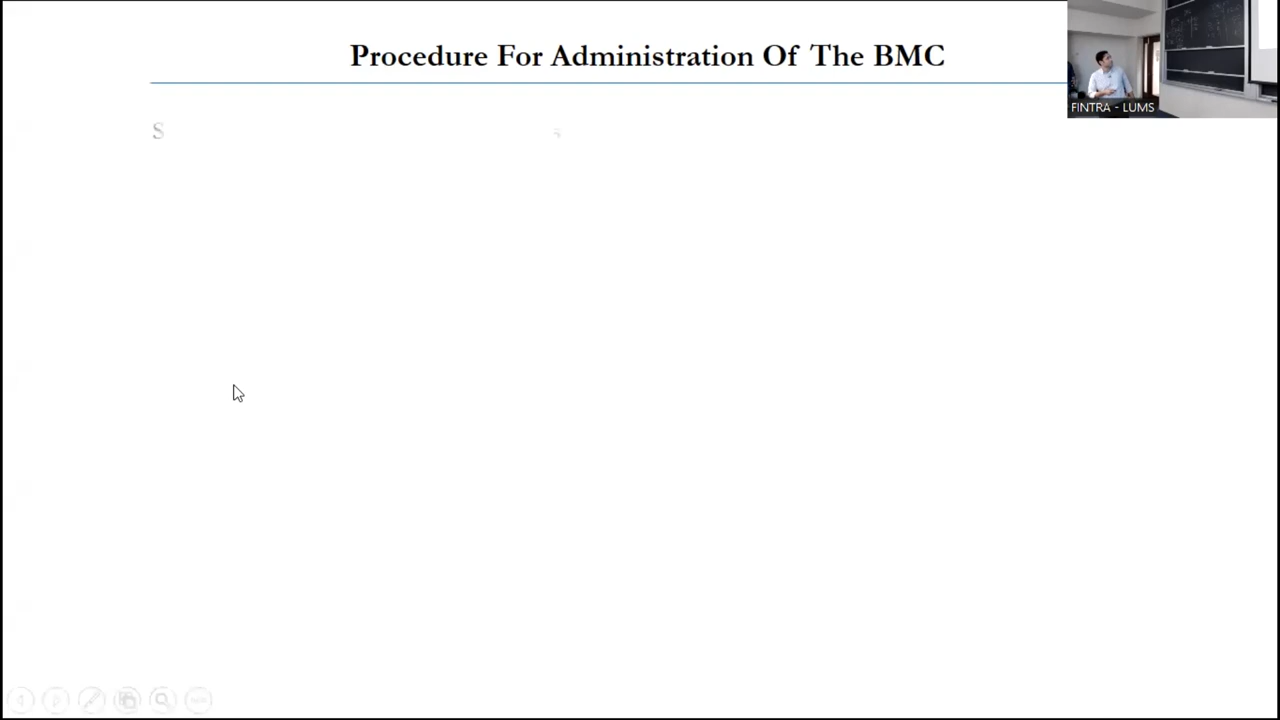 Procedure For Administration Of The BMC
FINTRA - LUMS
S